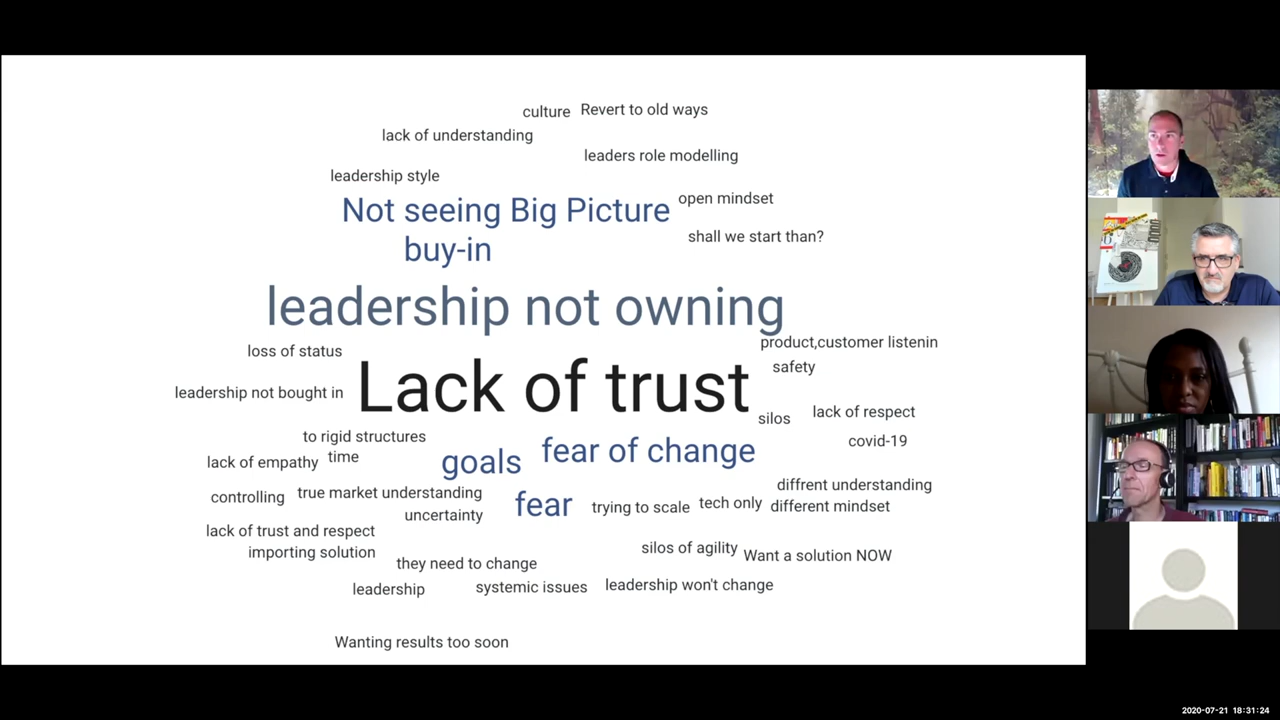 culture
Revert to old ways
lack of understanding
leaders role modelling
leadership style
open mindset
Not seeing Big Picture
shall we start than?
buy-in
leadership not owning
product,customer listenin
loss of status
safety
Lack of trust
leadership not bought in
silos
lack of respect
to rigid structures
covid-19
fear of change
time
lack of empathy
goals
diffrent understanding
true market understanding
controlling
fear
tech only
different mindset
trying to scale
uncertainty
lack of trust and respect
silos of agility
importing solution
Want a solution NOW
they need to change
leadership
systemic issues
leadership won't change
Wanting results too soon
2020-07-21 18:31:24